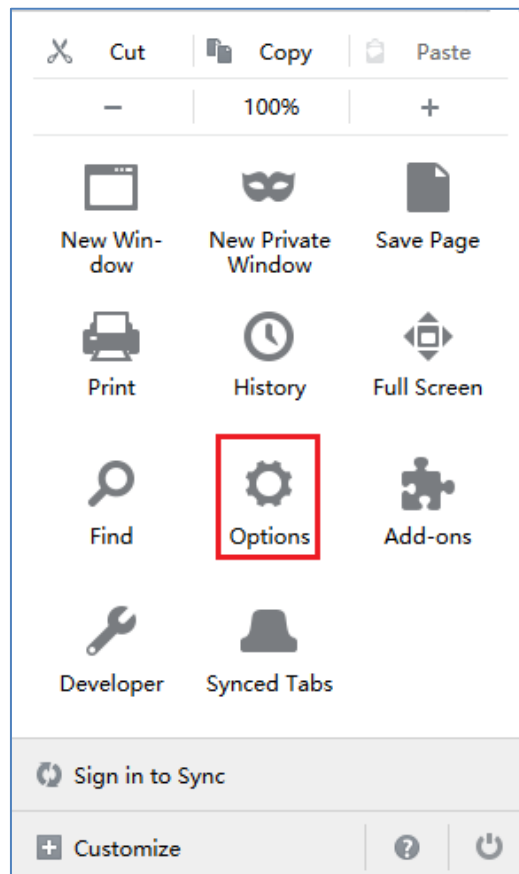 Cut Copy Paste
− 100% +
New Win-
dow
New Private
Window
Save Page
Print History Full Screen
Find Options Add-ons
Developer Synced Tabs
Sign in to Sync
Customize ?